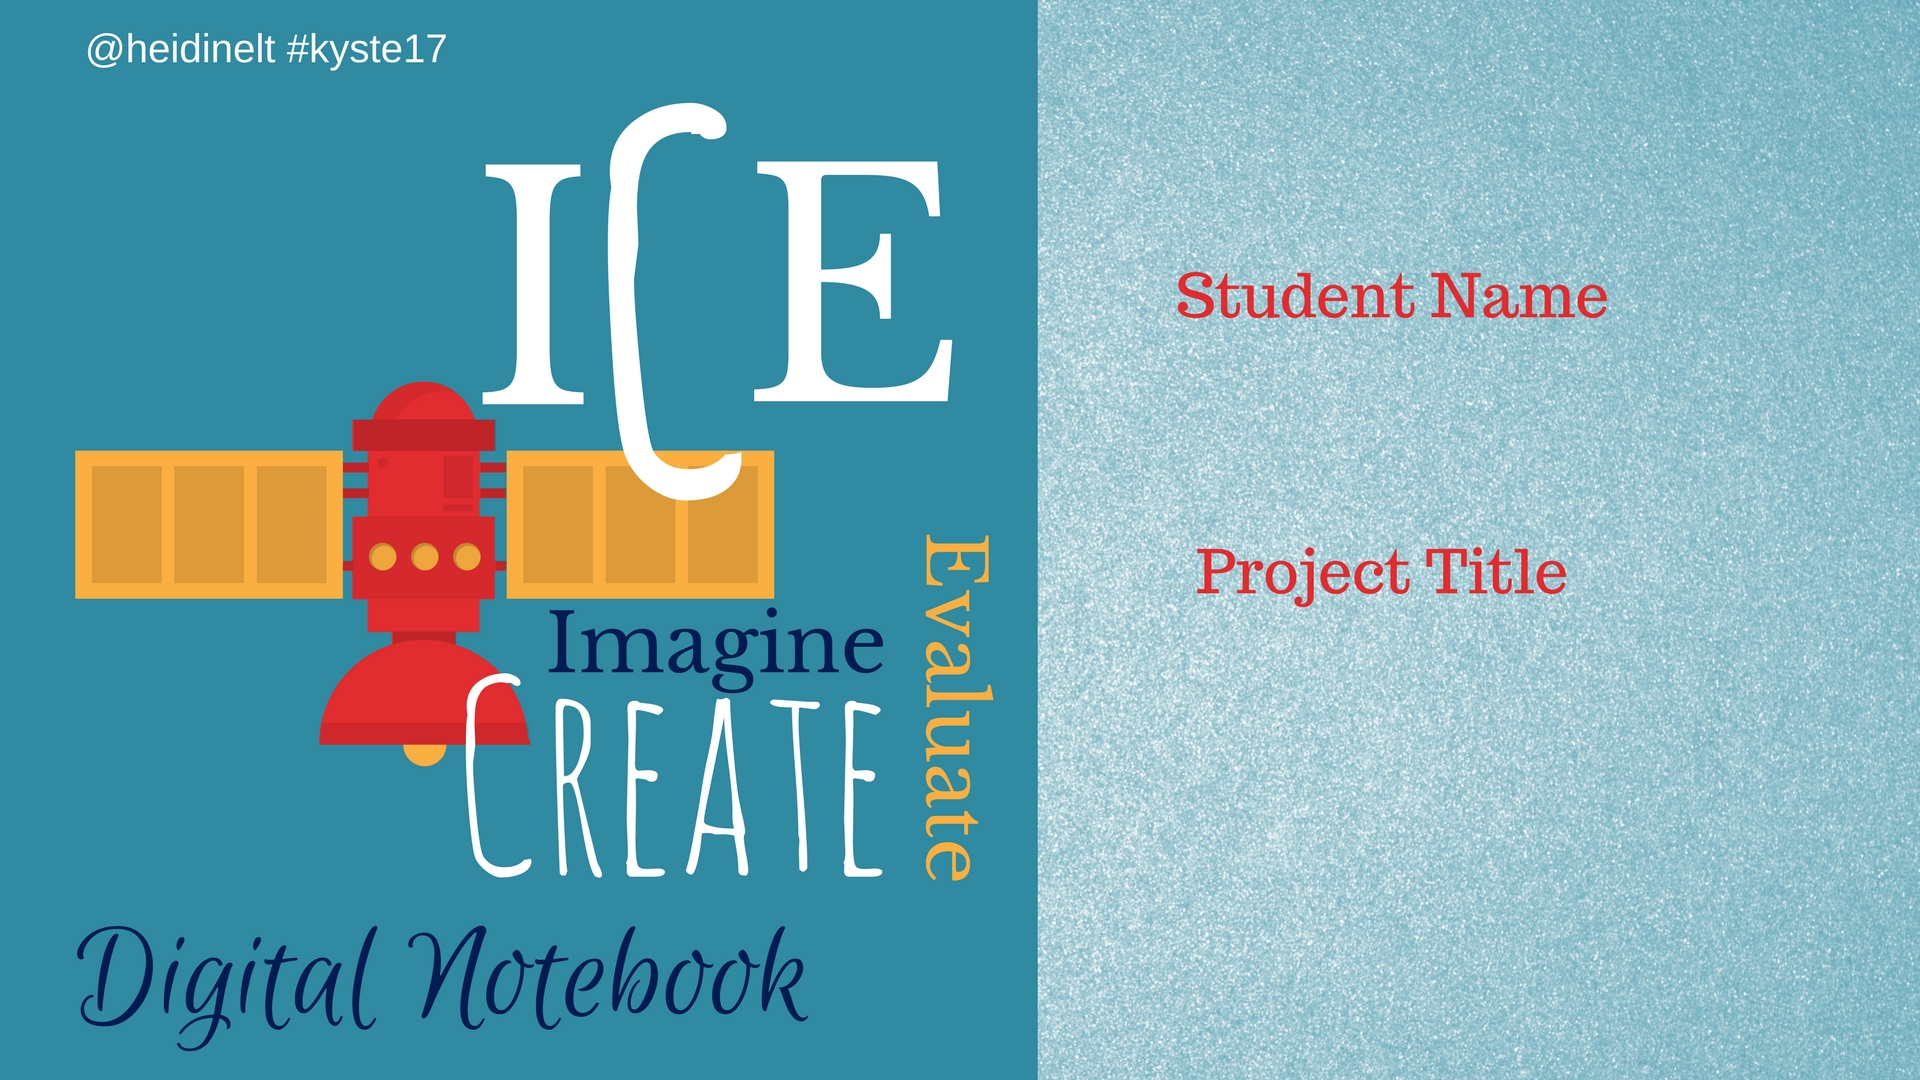 @heidinelt #kyste17
ICE
Imagine
CREATE
Evaluate
Digital Notebook
Student Name
Project Title